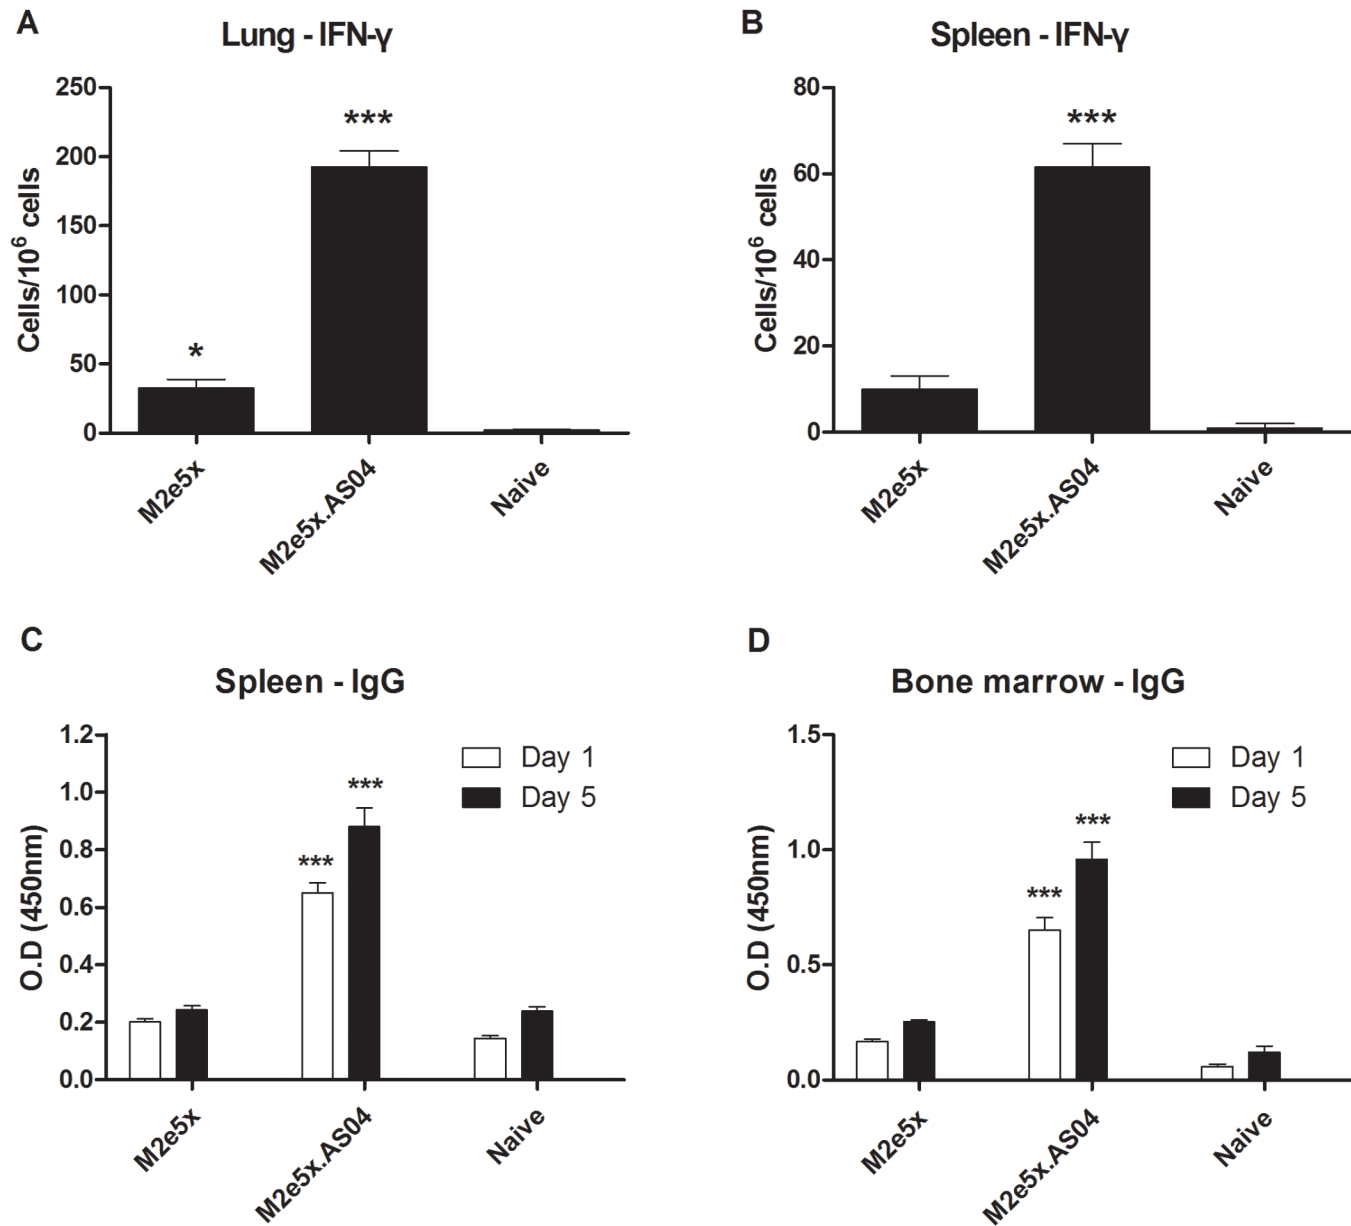 A
Lung - IFN-γ
Cells/10⁶ cells
250
200
150
100
50
0
*
***
M2e5x
M2e5x.AS04
Naive
B
Spleen - IFN-γ
Cells/10⁶ cells
80
60
40
20
0
***
M2e5x
M2e5x.AS04
Naive
C
Spleen - IgG
O.D (450nm)
1.2
1.0
0.8
0.6
0.4
0.2
0.0
Day 1
Day 5
***
***
M2e5x
M2e5x.AS04
Naive
D
Bone marrow - IgG
O.D (450nm)
1.5
1.0
0.5
0.0
Day 1
Day 5
***
***
M2e5x
M2e5x.AS04
Naive